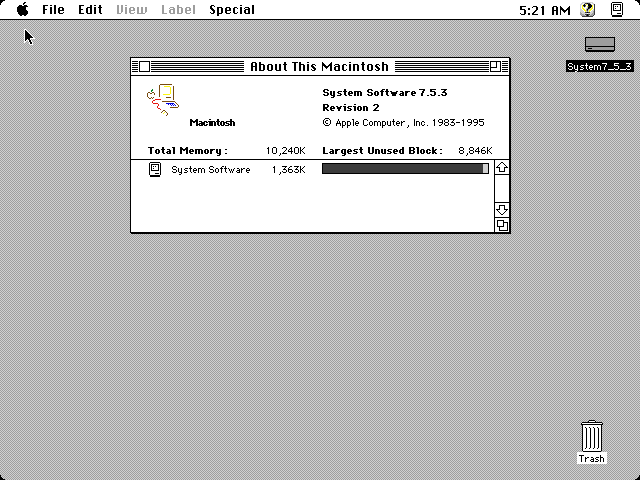 File Edit View Label Special 5:21 AM
System7_5_3
About This Macintosh
System Software 7.5.3
Revision 2
Macintosh
© Apple Computer, Inc. 1983-1995
Total Memory : 10,240K Largest Unused Block : 8,846K
System Software 1,363K
Trash